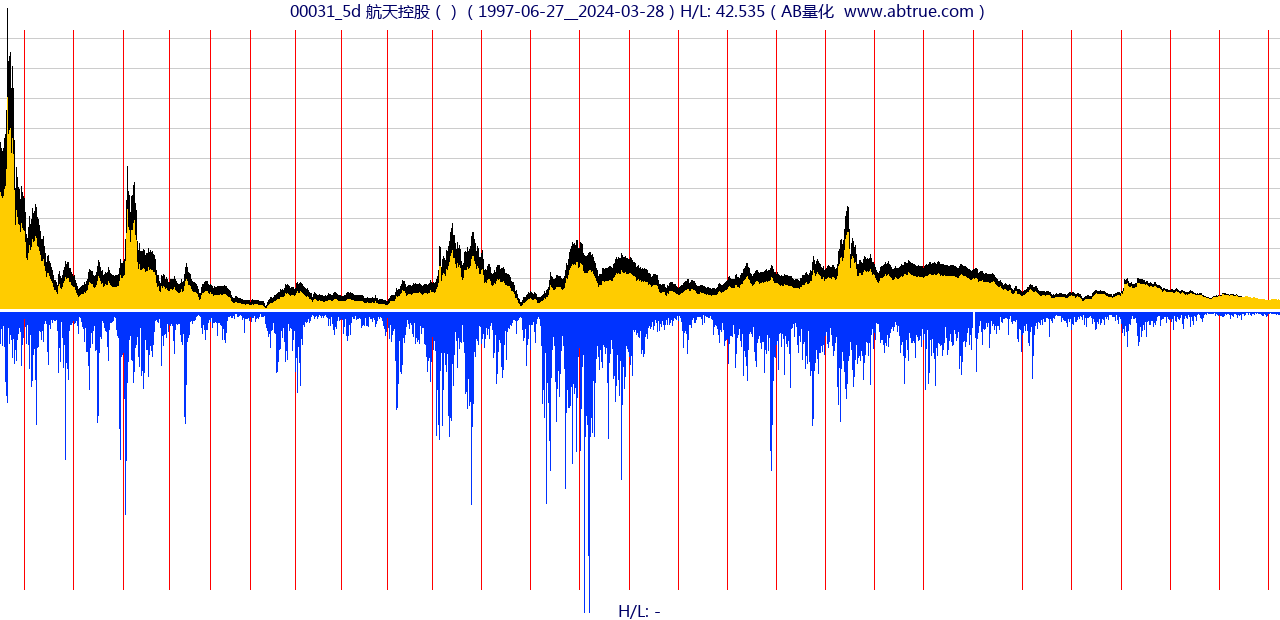 00031_5d 航天控股 ( ) ( 1997-06-27__2024-03-28 ) H/L: 42.535 ( AB量化 www.abtrue.com )
H/L: -